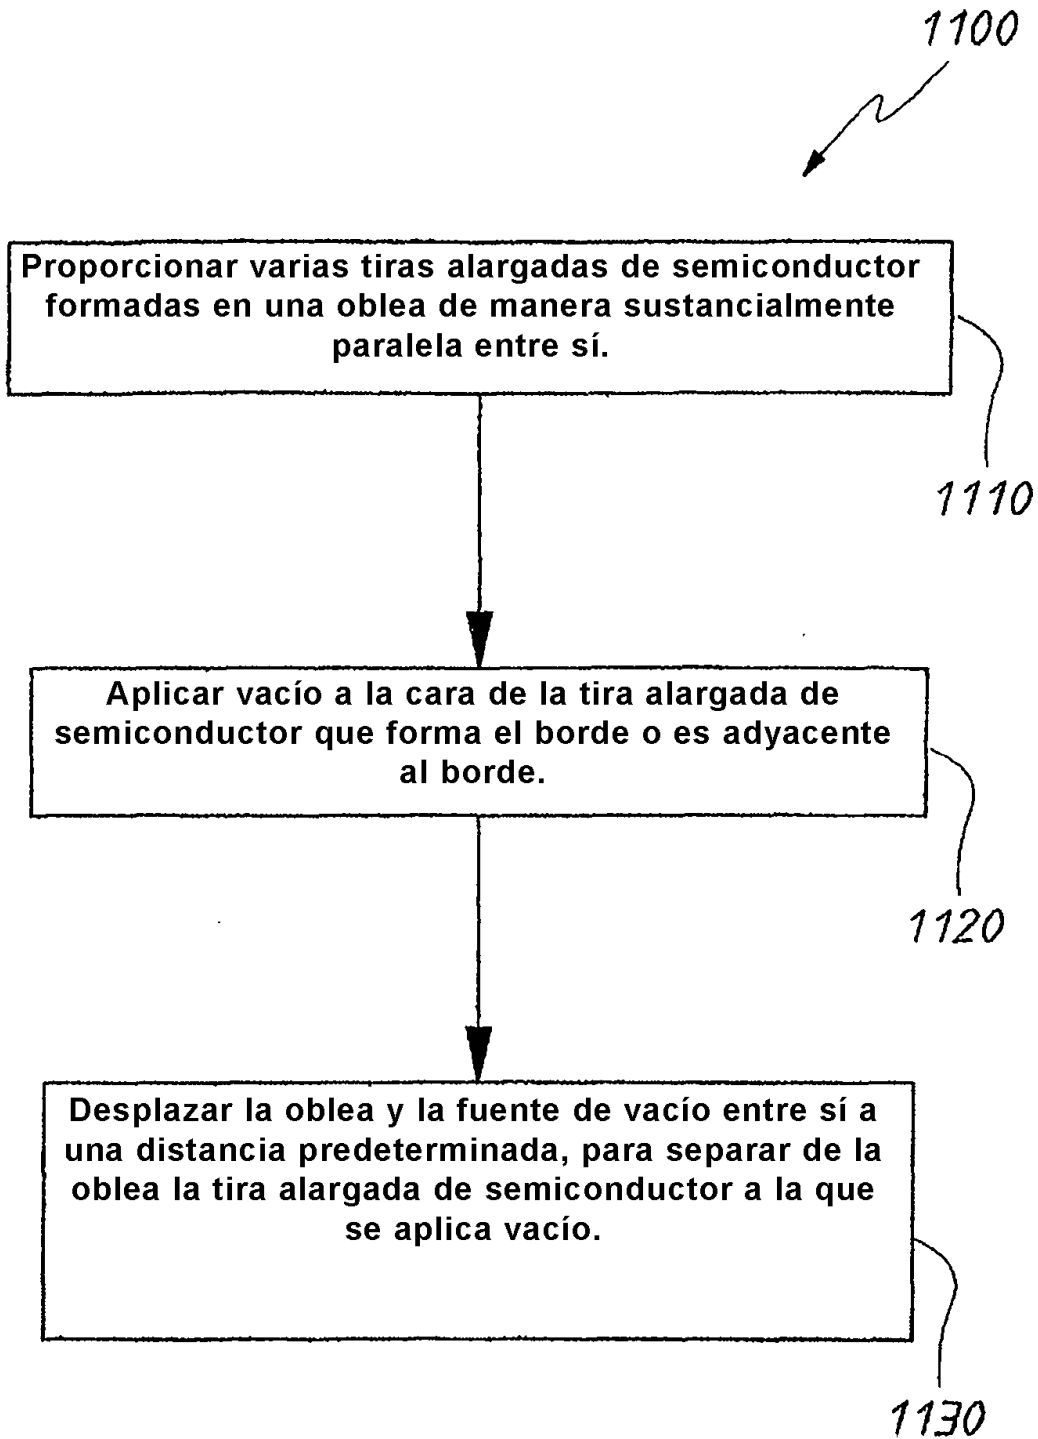 1100
Proporcionar varias tiras alargadas de semiconductor
formadas en una oblea de manera sustancialmente
paralela entre sí.
1110
Aplicar vacío a la cara de la tira alargada de
semiconductor que forma el borde o es adyacente
al borde.
1120
Desplazar la oblea y la fuente de vacío entre sí a
una distancia predeterminada, para separar de la
oblea la tira alargada de semiconductor a la que
se aplica vacío.
1130